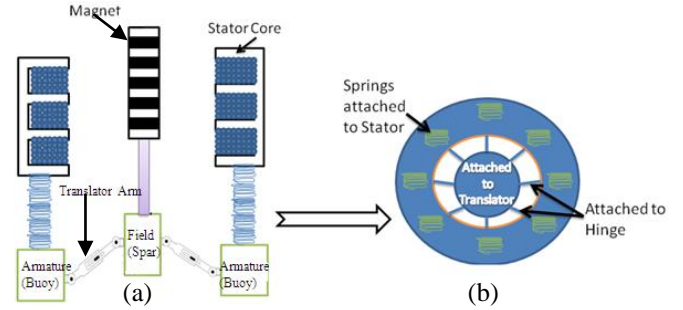 Magnet
Stator Core
Translator Arm
Armature
(Buoy)
Field
(Spar)
Armature
(Buoy)
(a)
Springs
attached
to Stator
Attached
to
Translator
Attached to
Hinge
(b)